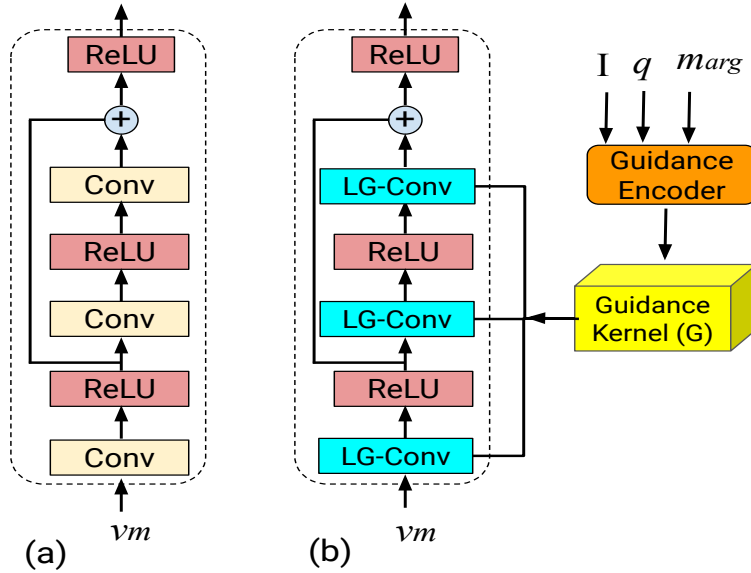 ReLU
+
Conv
ReLU
Conv
ReLU
Conv
vm
(a)
ReLU
+
LG-Conv
ReLU
LG-Conv
ReLU
LG-Conv
vm
(b)
I q marg
Guidance
Encoder
Guidance
Kernel (G)